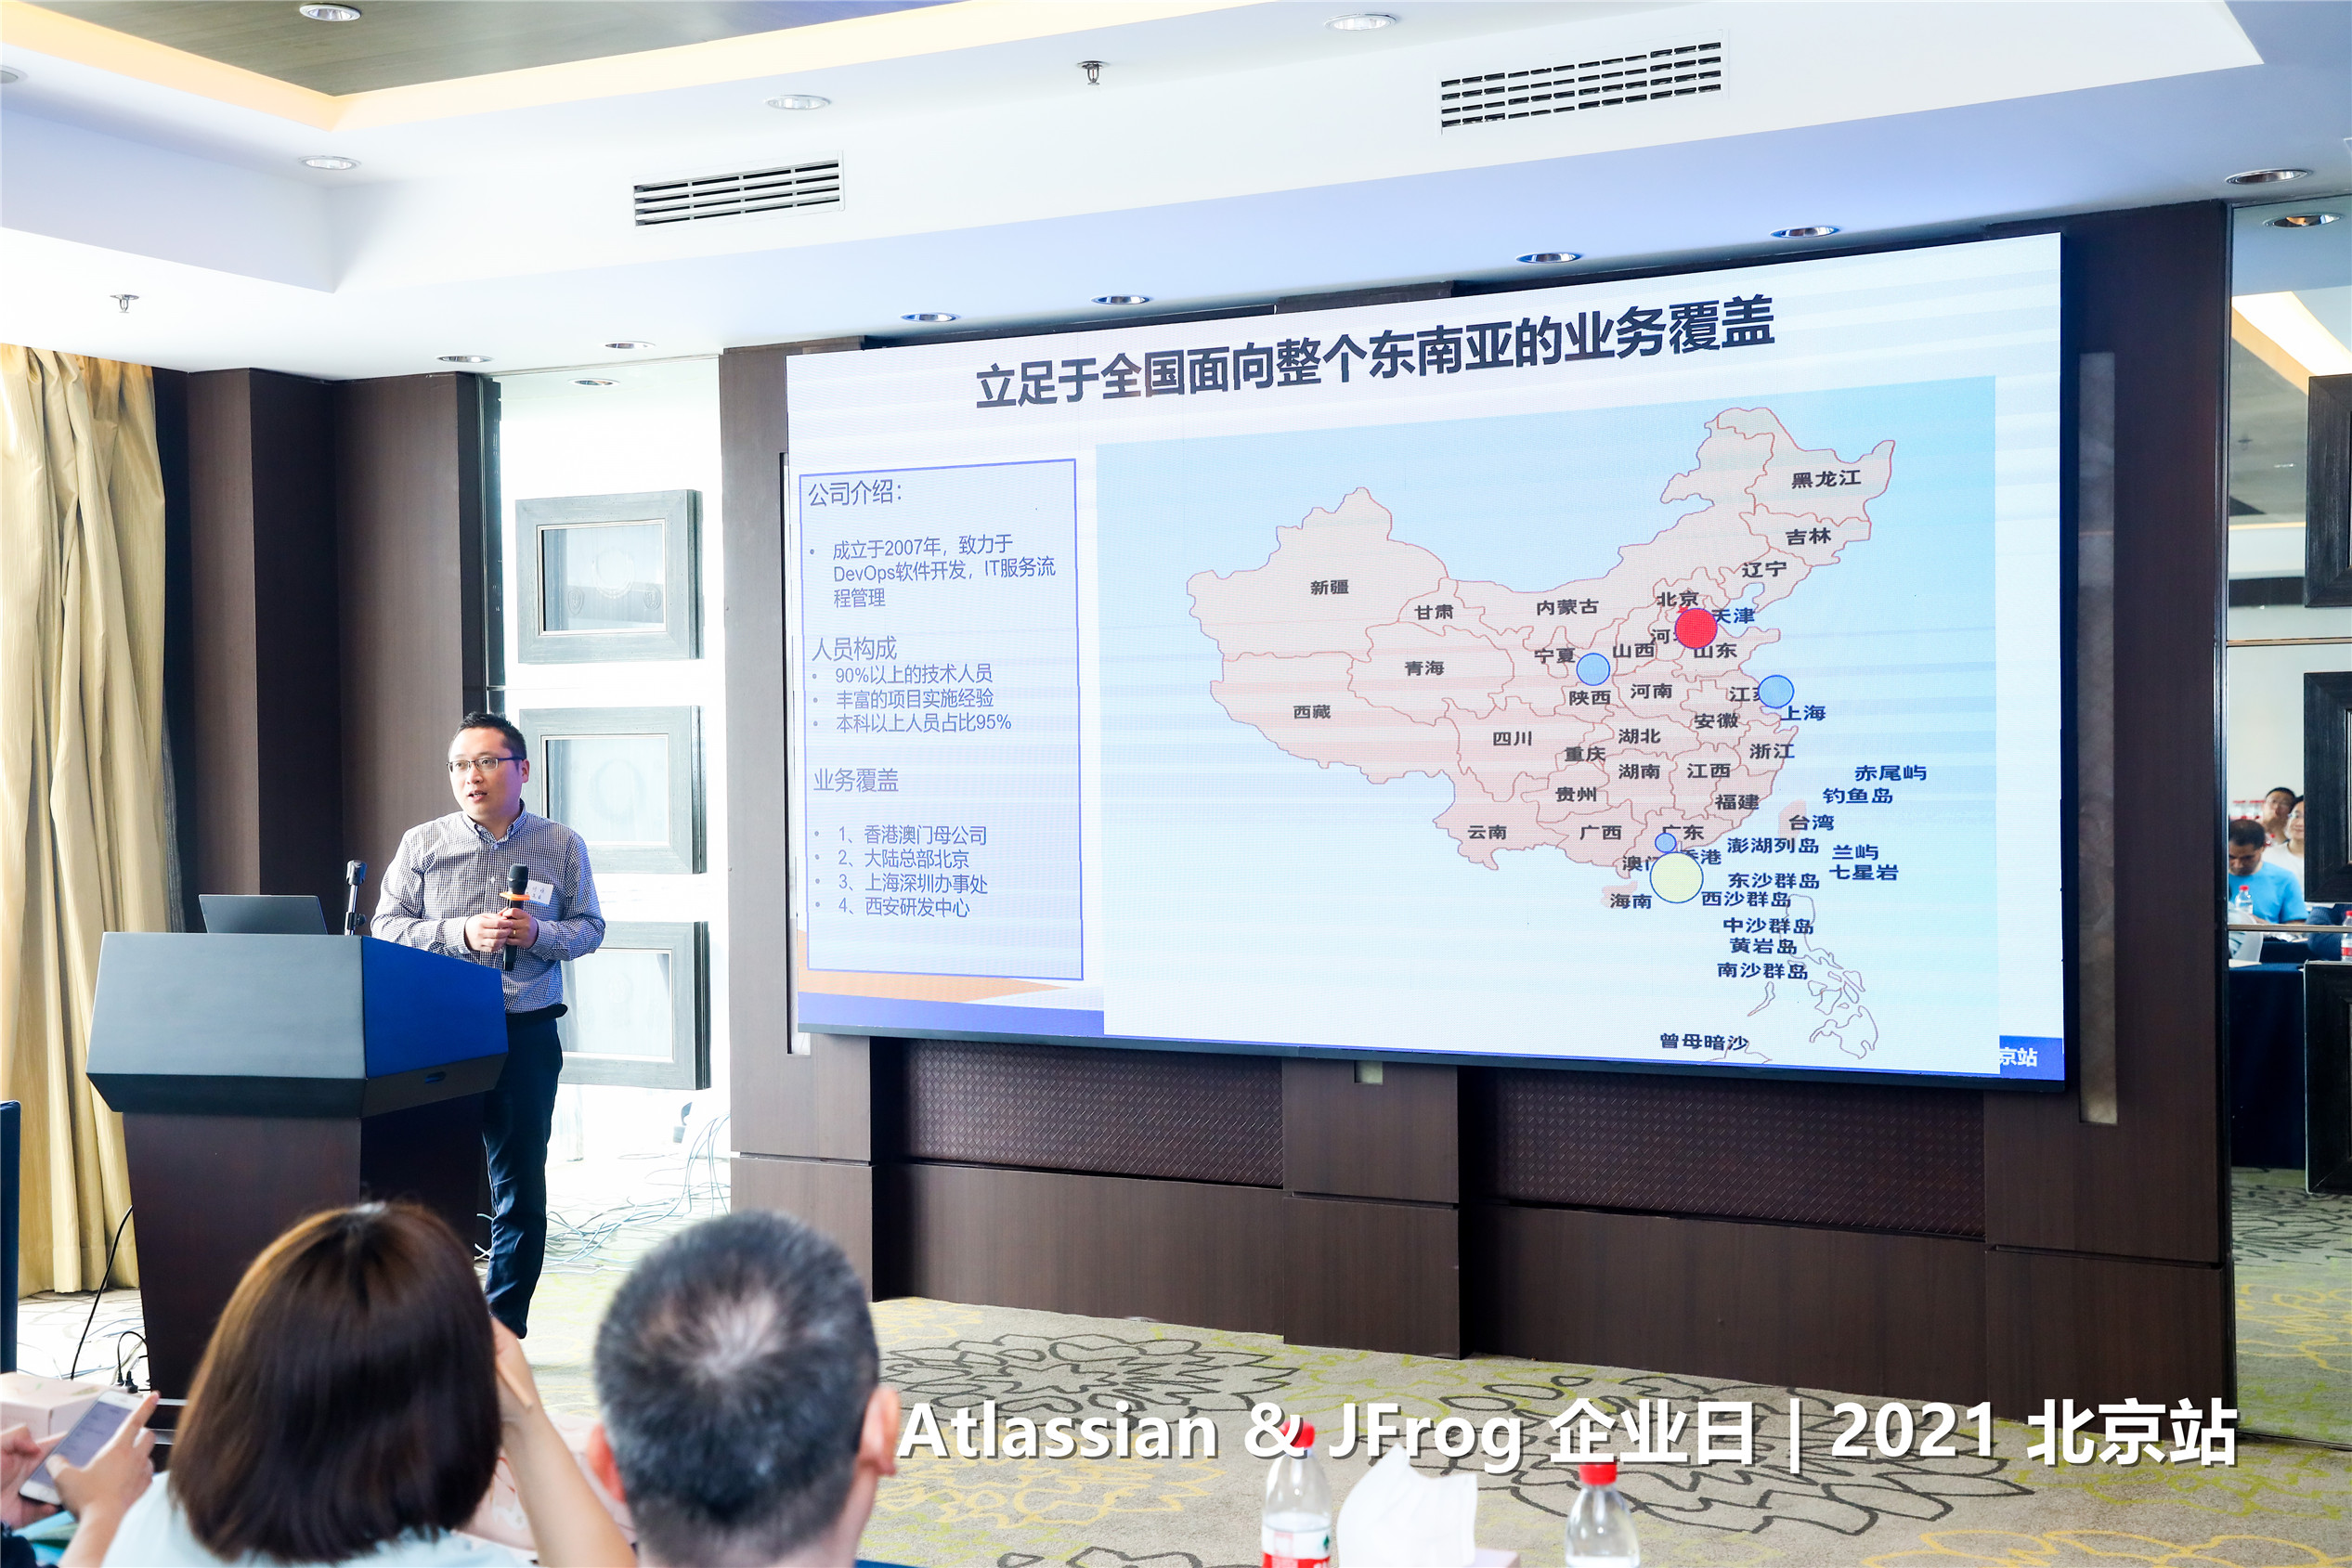 立足于全国面向整个东南亚的业务覆盖
公司介绍：
• 成立于2007年，致力于
DevOps软件开发，IT服务流
程管理
人员构成
• 90%以上的技术人员
• 丰富的项目实施经验
• 本科以上人员占比95%
业务覆盖
• 1、香港澳门母公司
• 2、大陆总部北京
• 3、上海深圳办事处
• 4、西安研发中心
黑龙江
吉林
辽宁
新疆
甘肃
内蒙古
北京
天津
河
宁夏
山西
山东
青海
陕西
河南
江
西藏
安徽
上海
四川
湖北
重庆
浙江
湖南
江西
赤尾屿
贵州
福建
钓鱼岛
云南
广西
广东
台湾
澎湖列岛
兰屿
澳门
香港
七星岩
东沙群岛
海南
西沙群岛
中沙群岛
黄岩岛
南沙群岛
曾母暗沙
京站
Atlassian & JFrog 企业日 | 2021 北京站